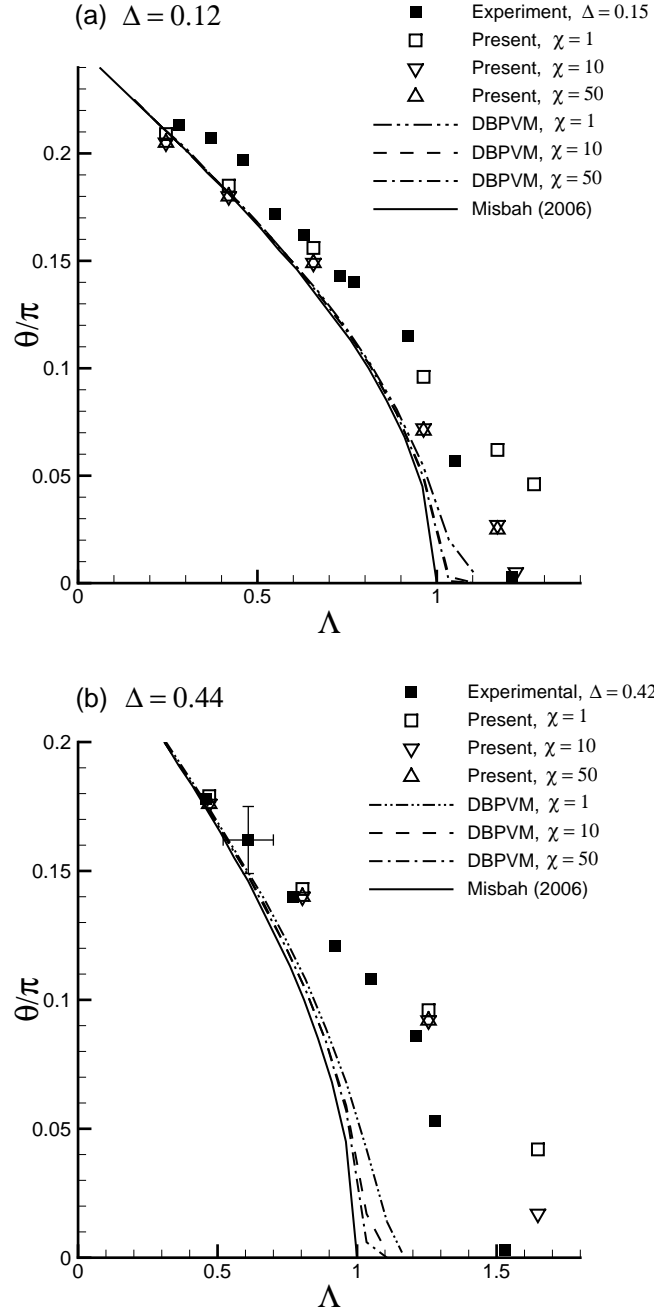 (a) Δ = 0.12
Experiment, Δ = 0.15
Present, χ = 1
Present, χ = 10
Present, χ = 50
DBPVM, χ = 1
DBPVM, χ = 10
DBPVM, χ = 50
Misbah (2006)
θ/π
0.2
0.15
0.1
0.05
0
0 0.5 1
Λ
(b) Δ = 0.44
Experimental, Δ = 0.42
Present, χ = 1
Present, χ = 10
Present, χ = 50
DBPVM, χ = 1
DBPVM, χ = 10
DBPVM, χ = 50
Misbah (2006)
θ/π
0.2
0.15
0.1
0.05
0
0 0.5 1 1.5
Λ